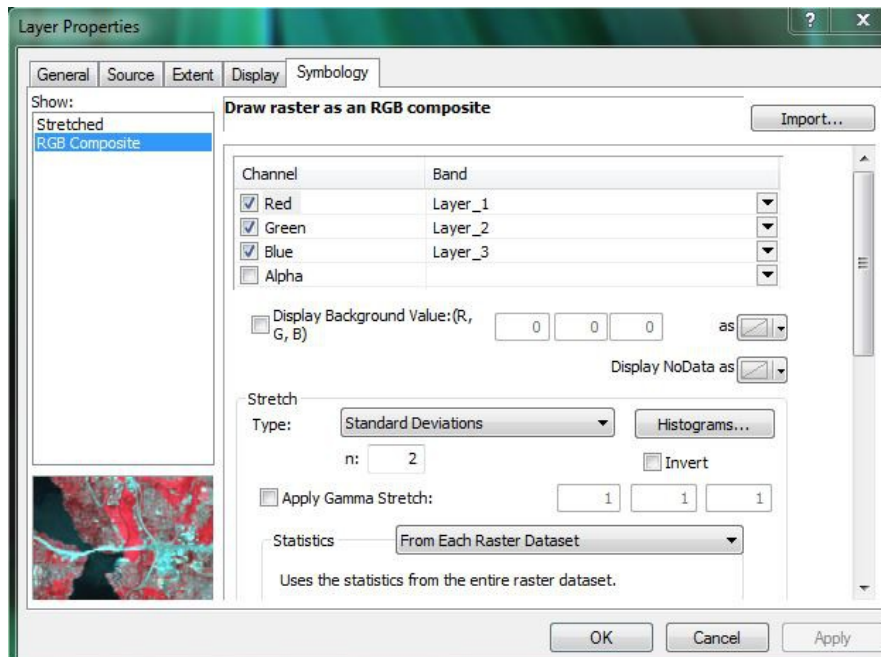 Layer Properties
? X
General Source Extent Display Symbology
Show:
Stretched
RGB Composite
Draw raster as an RGB composite
Import...
Channel Band
Red Layer_1
Green Layer_2
Blue Layer_3
Alpha
Display Background Value:(R, G, B) 0 0 0 as
Display NoData as
Stretch
Type: Standard Deviations Histograms...
n: 2 Invert
Apply Gamma Stretch: 1 1 1
Statistics From Each Raster Dataset
Uses the statistics from the entire raster dataset.
OK Cancel Apply